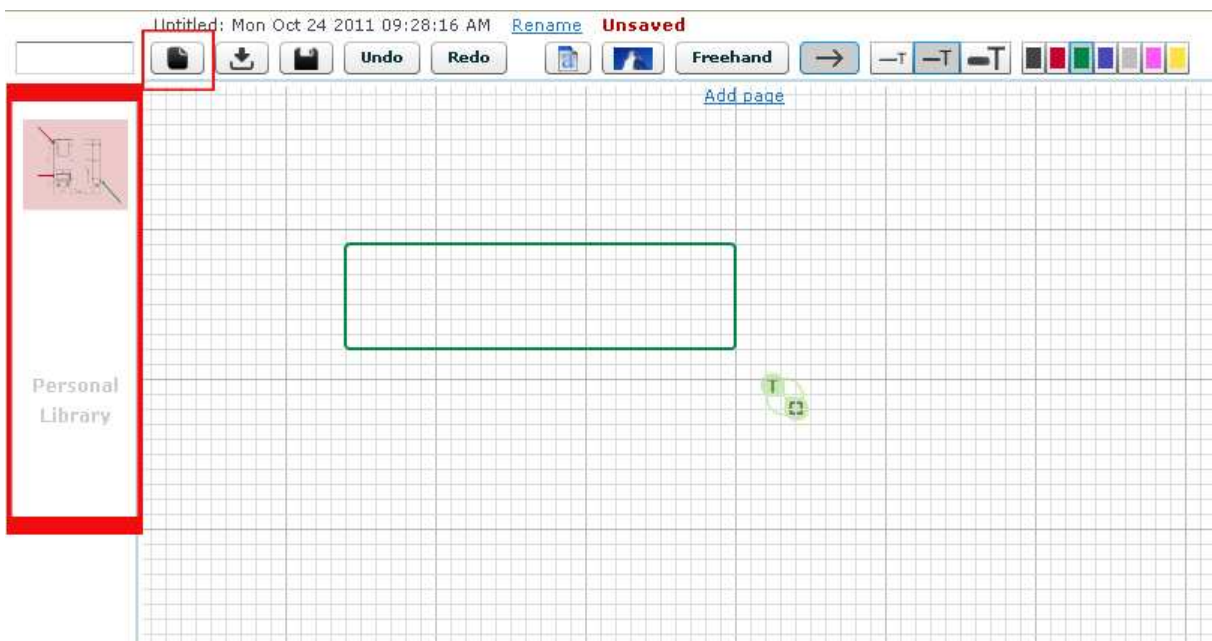 Untitled: Mon Oct 24 2011 09:28:16 AM Rename Unsaved
Undo Redo a Freehand T T T
Add page
T
Personal
Library